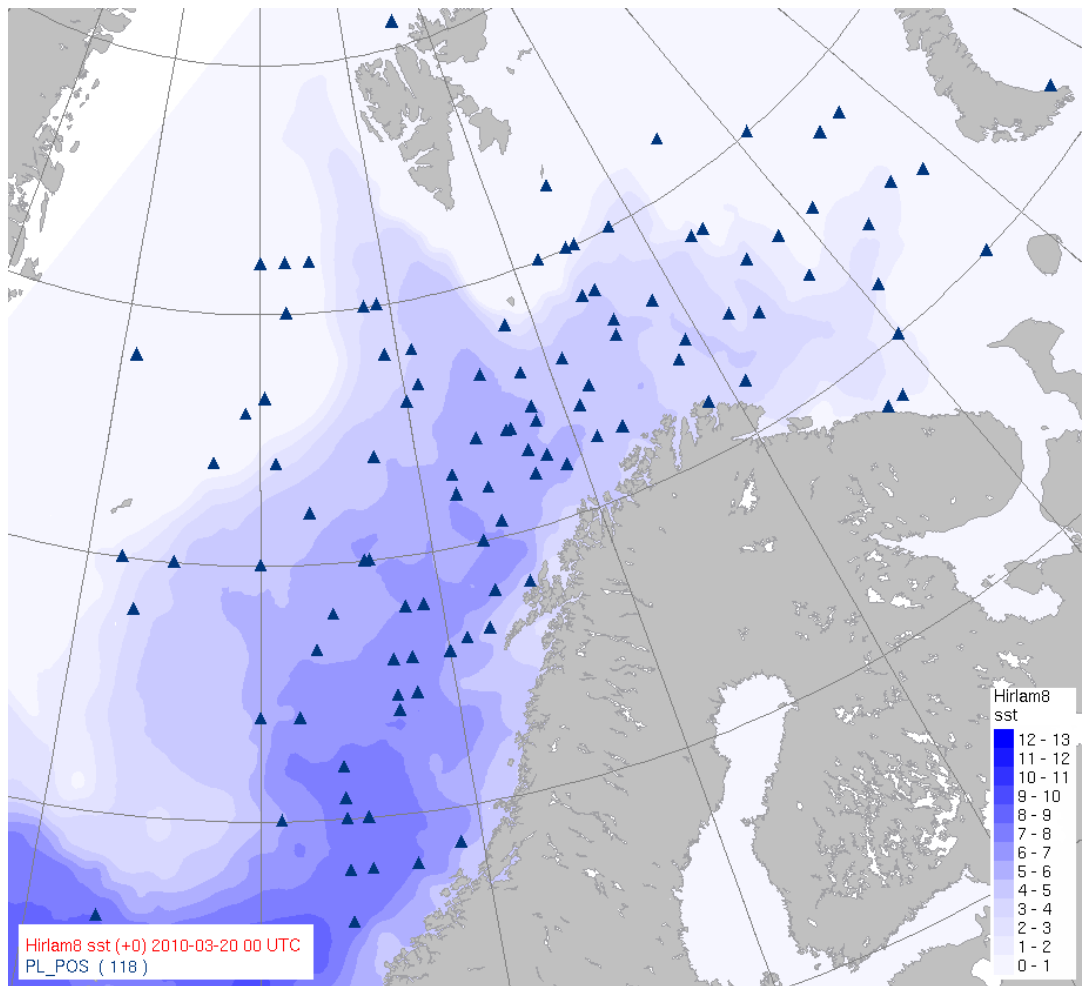 Hirlam8
sst
12 - 13
11 - 12
10 - 11
9 - 10
8 - 9
7 - 8
6 - 7
5 - 6
4 - 5
3 - 4
2 - 3
1 - 2
0 - 1
Hirlam8 sst (+0) 2010-03-20 00 UTC
PL_POS ( 118 )